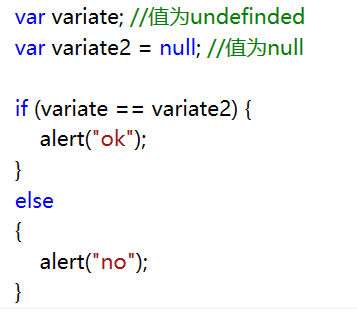 var variate; //值为undefinded
var variate2 = null; //值为null
if (variate == variate2) {
alert("ok");
}
else
{
alert("no");
}